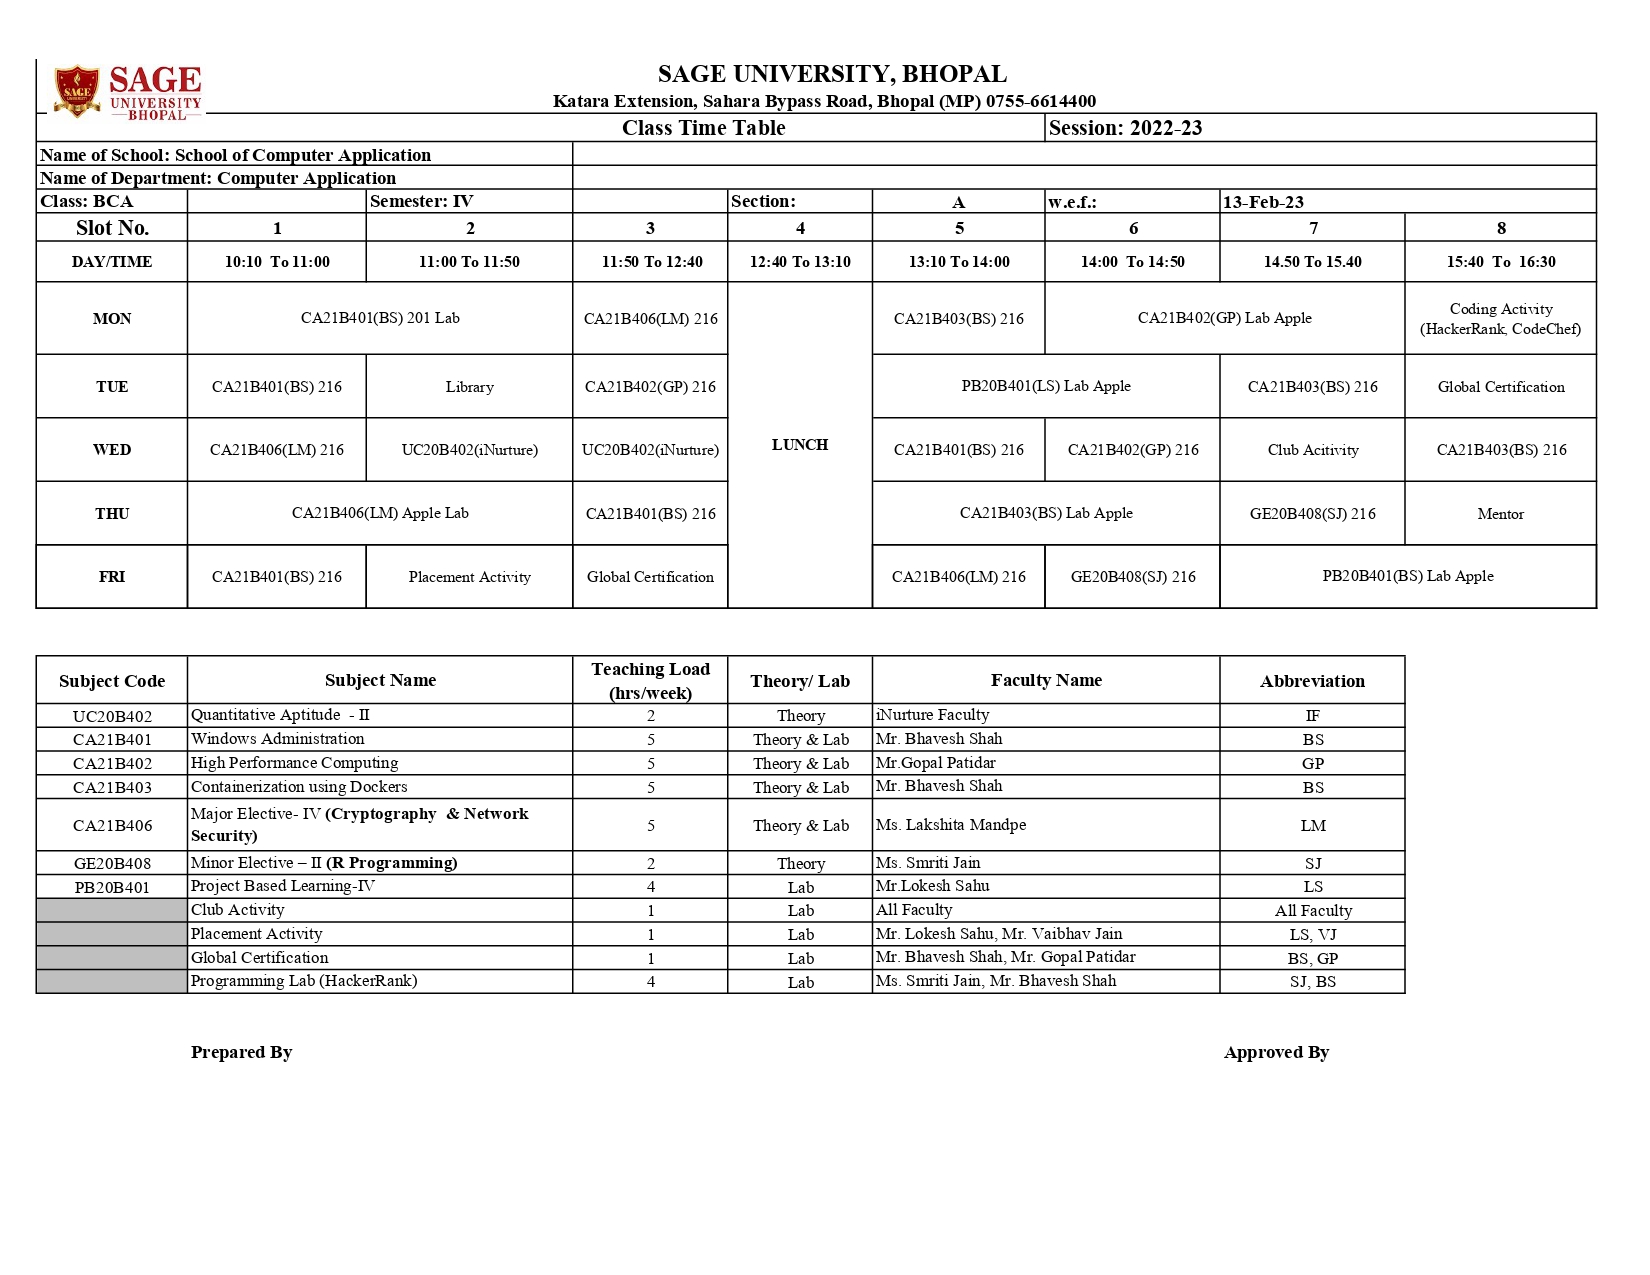 SAGE
UNIVERSITY
BHOPAL
SAGE
SAGE UNIVERSITY, BHOPAL
Katara Extension, Sahara Bypass Road, Bhopal (MP) 0755-6614400
Class Time Table Session: 2022-23
Name of School: School of Computer Application
Name of Department: Computer Application
Class: BCA Semester: IV Section: A w.e.f.: 13-Feb-23
Slot No. 1 2 3 4 5 6 7 8
DAY/TIME 10:10 To 11:00 11:00 To 11:50 11:50 To 12:40 12:40 To 13:10 13:10 To 14:00 14:00 To 14:50 14.50 To 15.40 15:40 To 16:30
MON CA21B401(BS) 201 Lab CA21B406(LM) 216 CA21B403(BS) 216 CA21B402(GP) Lab Apple Coding Activity
(HackerRank, CodeChef)
TUE CA21B401(BS) 216 Library CA21B402(GP) 216 PB20B401(LS) Lab Apple CA21B403(BS) 216 Global Certification
WED CA21B406(LM) 216 UC20B402(iNurture) UC20B402(iNurture) LUNCH CA21B401(BS) 216 CA21B402(GP) 216 Club Acitivity CA21B403(BS) 216
THU CA21B406(LM) Apple Lab CA21B401(BS) 216 CA21B403(BS) Lab Apple GE20B408(SJ) 216 Mentor
FRI CA21B401(BS) 216 Placement Activity Global Certification CA21B406(LM) 216 GE20B408(SJ) 216 PB20B401(BS) Lab Apple
Subject Code Subject Name Teaching Load
(hrs/week) Theory/ Lab Faculty Name Abbreviation
UC20B402 Quantitative Aptitude - II 2 Theory iNurture Faculty IF
CA21B401 Windows Administration 5 Theory & Lab Mr. Bhavesh Shah BS
CA21B402 High Performance Computing 5 Theory & Lab Mr.Gopal Patidar GP
CA21B403 Containerization using Dockers 5 Theory & Lab Mr. Bhavesh Shah BS
CA21B406 Major Elective- IV (Cryptography & Network
Security) 5 Theory & Lab Ms. Lakshita Mandpe LM
GE20B408 Minor Elective – II (R Programming) 2 Theory Ms. Smriti Jain SJ
PB20B401 Project Based Learning-IV 4 Lab Mr.Lokesh Sahu LS
Club Activity 1 Lab All Faculty All Faculty
Placement Activity 1 Lab Mr. Lokesh Sahu, Mr. Vaibhav Jain LS, VJ
Global Certification 1 Lab Mr. Bhavesh Shah, Mr. Gopal Patidar BS, GP
Programming Lab (HackerRank) 4 Lab Ms. Smriti Jain, Mr. Bhavesh Shah SJ, BS
Prepared By Approved By